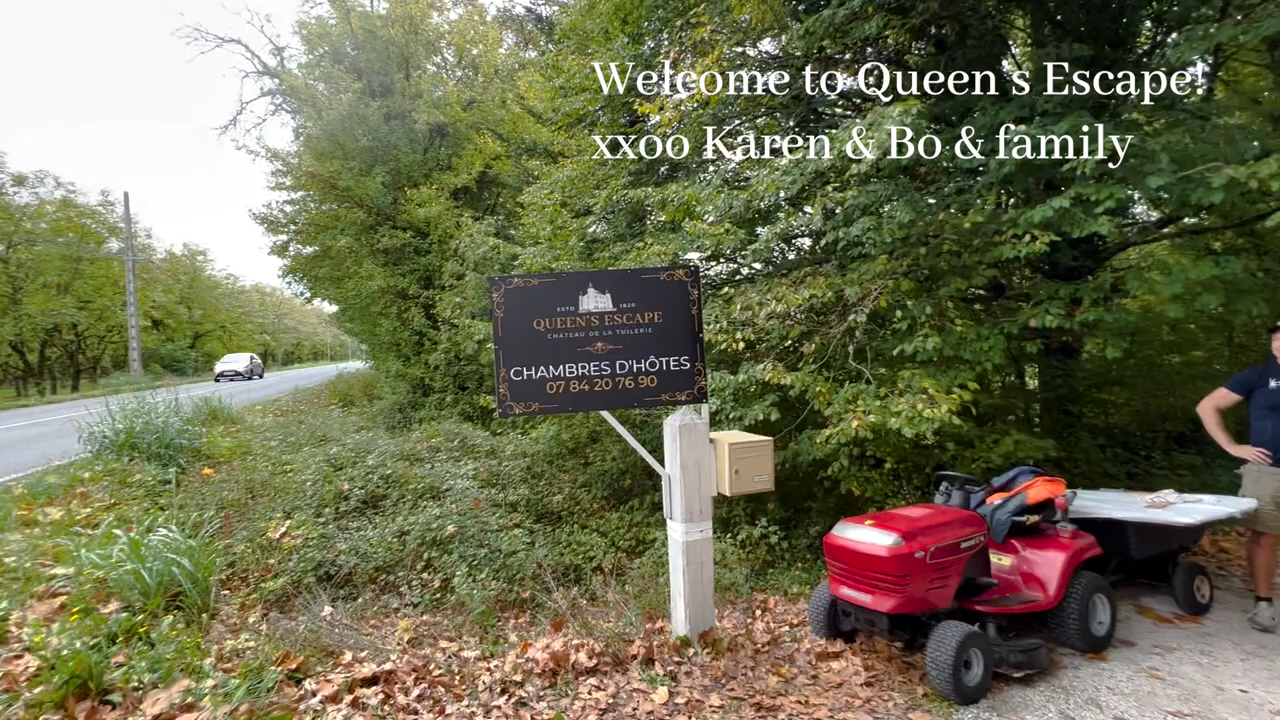 Welcome to Queen s Escape!
xxoo Karen & Bo & family
ESTD 1820
QUEEN'S ESCAPE
CHÂTEAU DE LA TUILERIE
CHAMBRES D'HÔTES
07 84 20 76 90